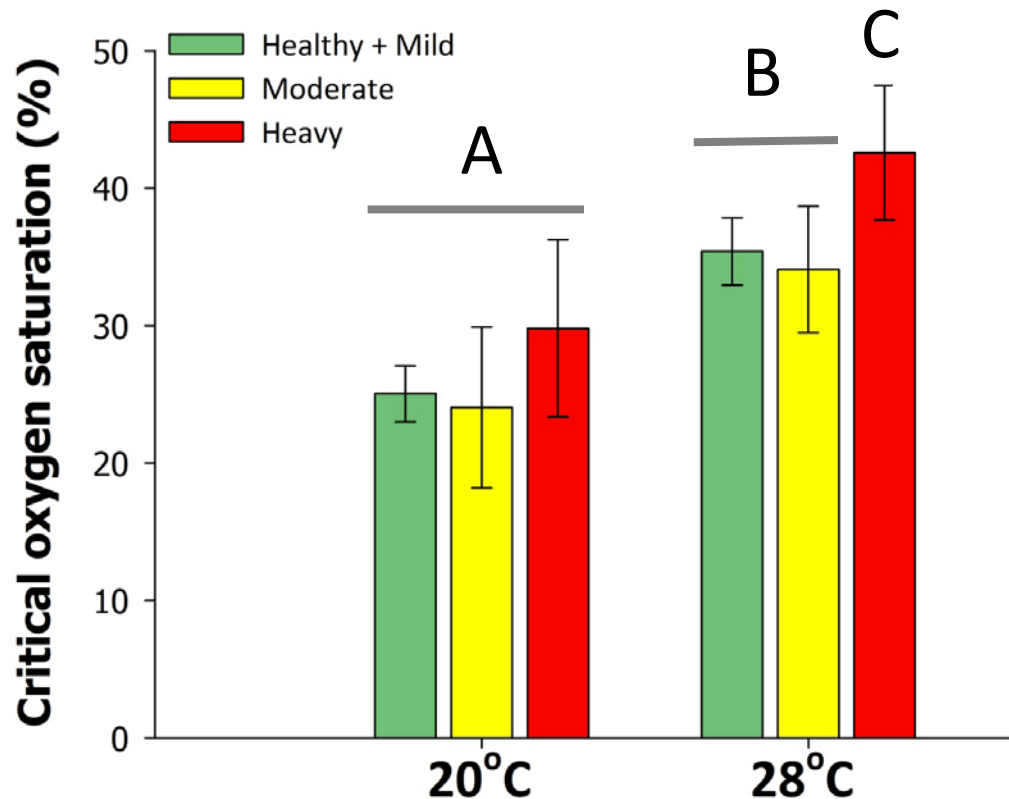 Critical oxygen saturation (%)
50
40
30
20
10
0
Healthy + Mild
Moderate
Heavy
A
B
C
20°C
28°C